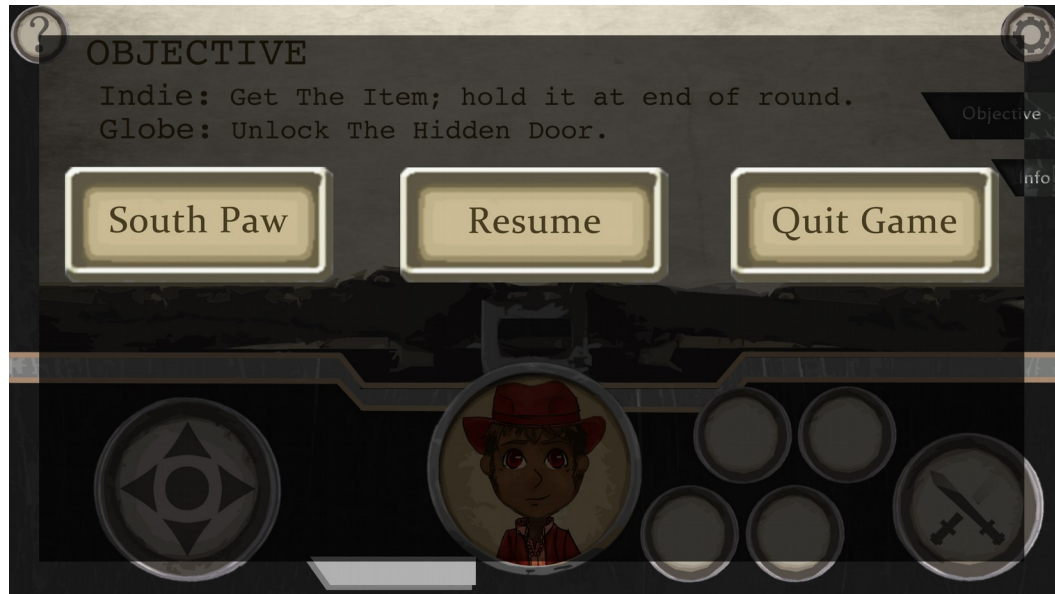 ?
OBJECTIVE
Indie: Get The Item; hold it at end of round.
Globe: Unlock The Hidden Door.
Objective
Info
South Paw
Resume
Quit Game